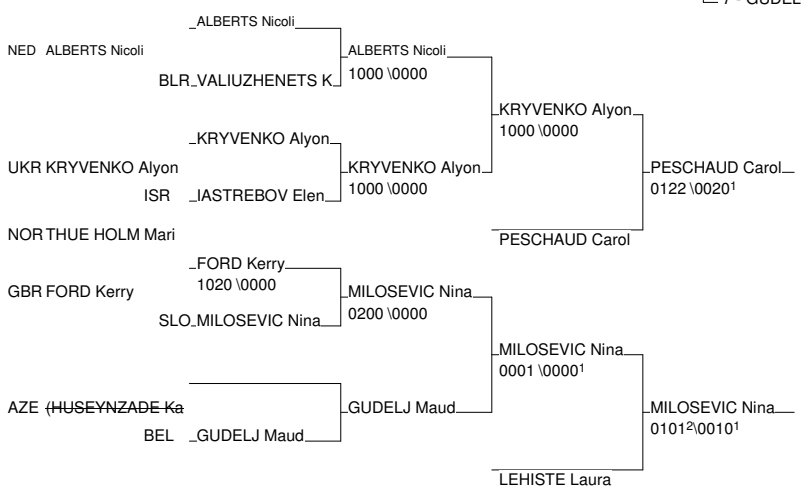 7 - GUDEL
ALBERTS Nicoli
NED ALBERTS Nicoli
ALBERTS Nicoli
1000 \0000
BLR VALIUZHENETS K
KRYVENKO Alyon
1000 \0000
KRYVENKO Alyon
UKR KRYVENKO Alyon
KRYVENKO Alyon
1000 \0000
PESCHAUD Carol
0122 \0020¹
ISR IASTREBOV Elen
NOR THUE HOLM Mari
PESCHAUD Carol
FORD Kerry
1020 \0000
GBR FORD Kerry
MILOSEVIC Nina
0200 \0000
SLO MILOSEVIC Nina
MILOSEVIC Nina
0001 \0000¹
AZE (HUSEYNZADE Ka
GUDELJ Maud
MILOSEVIC Nina
0101²\0010¹
BEL GUDELJ Maud
LEHISTE Laura